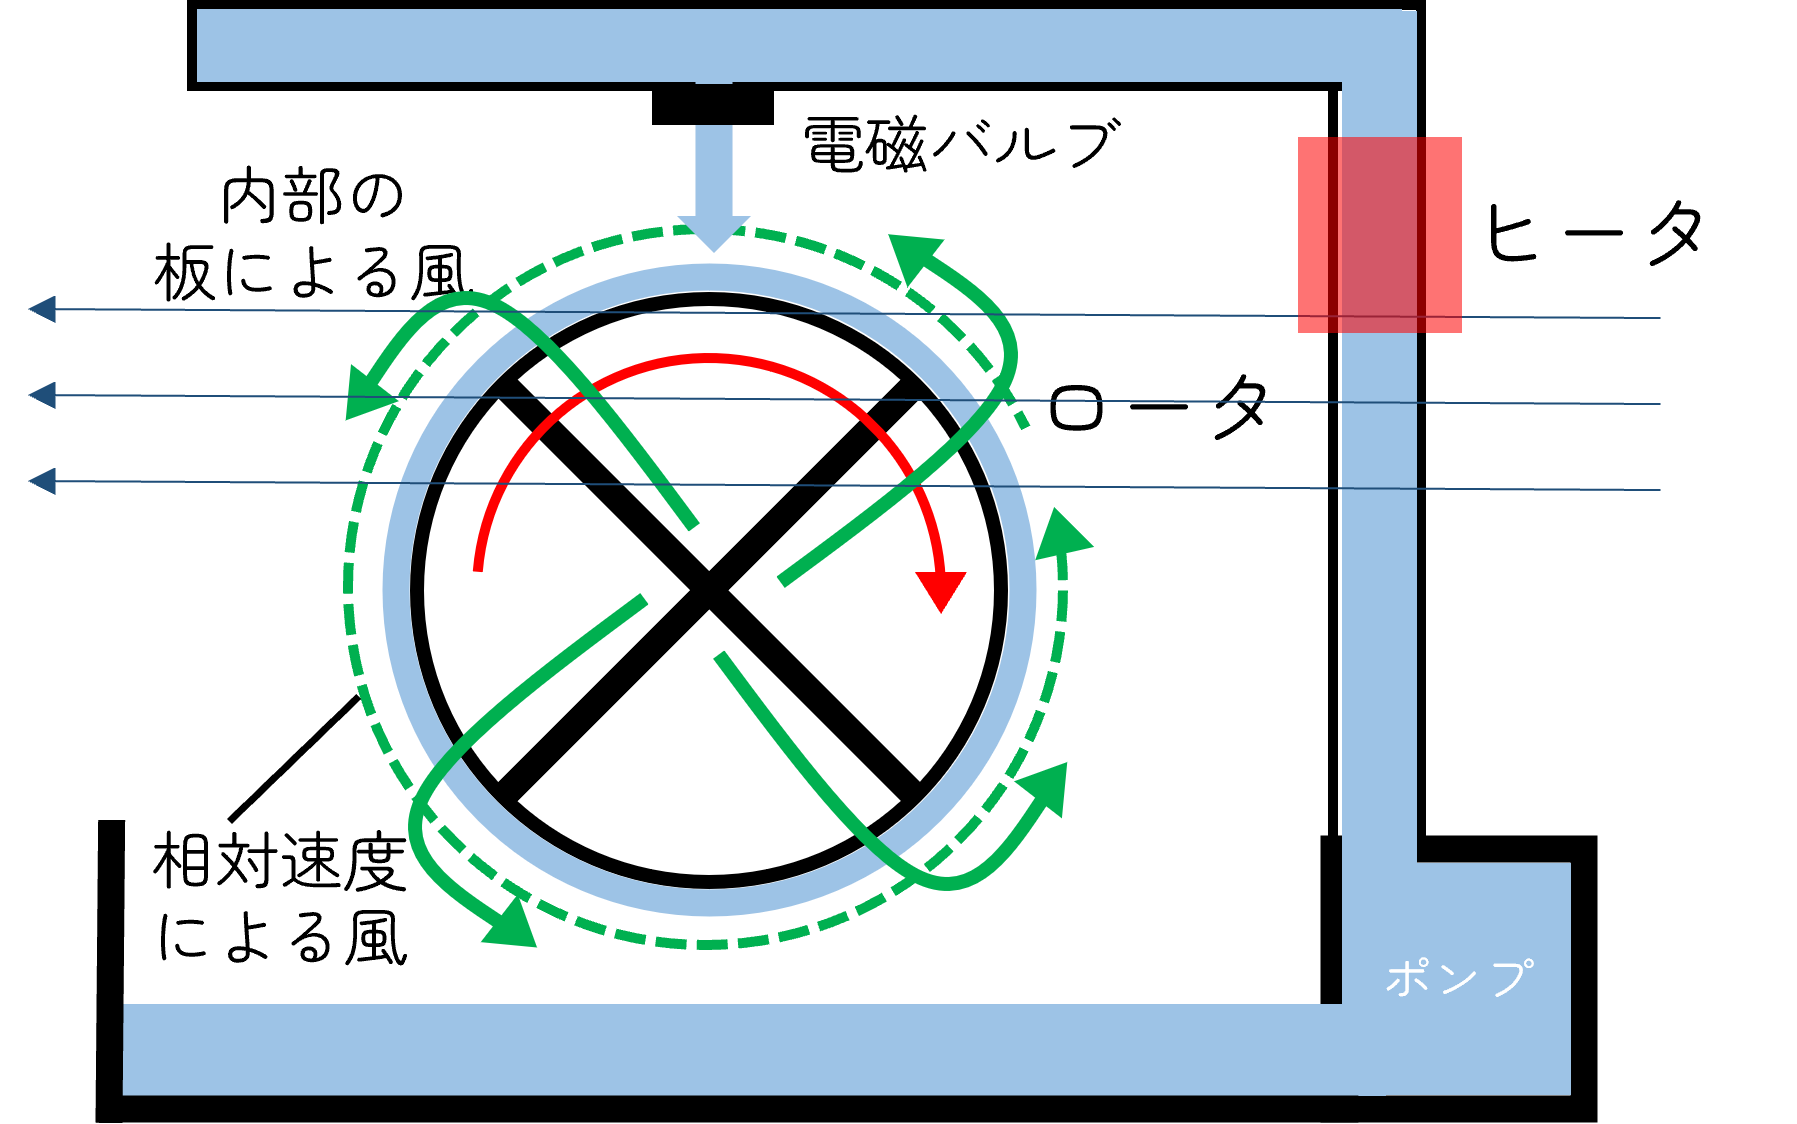 電磁バルブ
内部の
板による風
ヒータ
ロータ
相対速度
による風
ポンプ